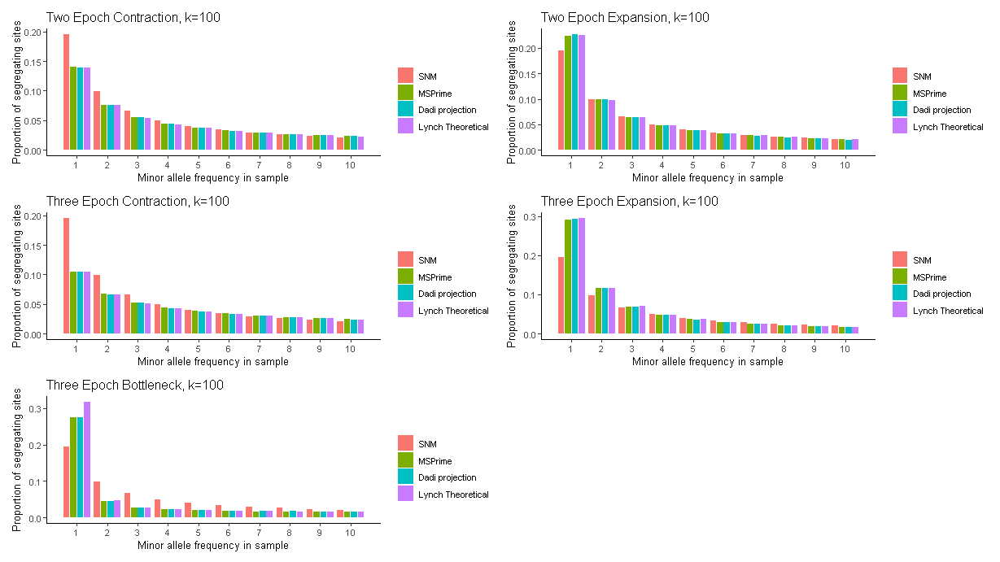 Two Epoch Contraction, k=100
Proportion of segregating sites
0.20
0.15
0.10
0.05
0.00
1 2 3 4 5 6 7 8 9 10
Minor allele frequency in sample
SNM
MSPrime
Dadi projection
Lynch Theoretical
Two Epoch Expansion, k=100
Proportion of segregating sites
0.20
0.15
0.10
0.05
0.00
1 2 3 4 5 6 7 8 9 10
Minor allele frequency in sample
SNM
MSPrime
Dadi projection
Lynch Theoretical
Three Epoch Contraction, k=100
Proportion of segregating sites
0.20
0.15
0.10
0.05
0.00
1 2 3 4 5 6 7 8 9 10
Minor allele frequency in sample
SNM
MSPrime
Dadi projection
Lynch Theoretical
Three Epoch Expansion, k=100
Proportion of segregating sites
0.3
0.2
0.1
0.0
1 2 3 4 5 6 7 8 9 10
Minor allele frequency in sample
SNM
MSPrime
Dadi projection
Lynch Theoretical
Three Epoch Bottleneck, k=100
Proportion of segregating sites
0.3
0.2
0.1
0.0
1 2 3 4 5 6 7 8 9 10
Minor allele frequency in sample
SNM
MSPrime
Dadi projection
Lynch Theoretical